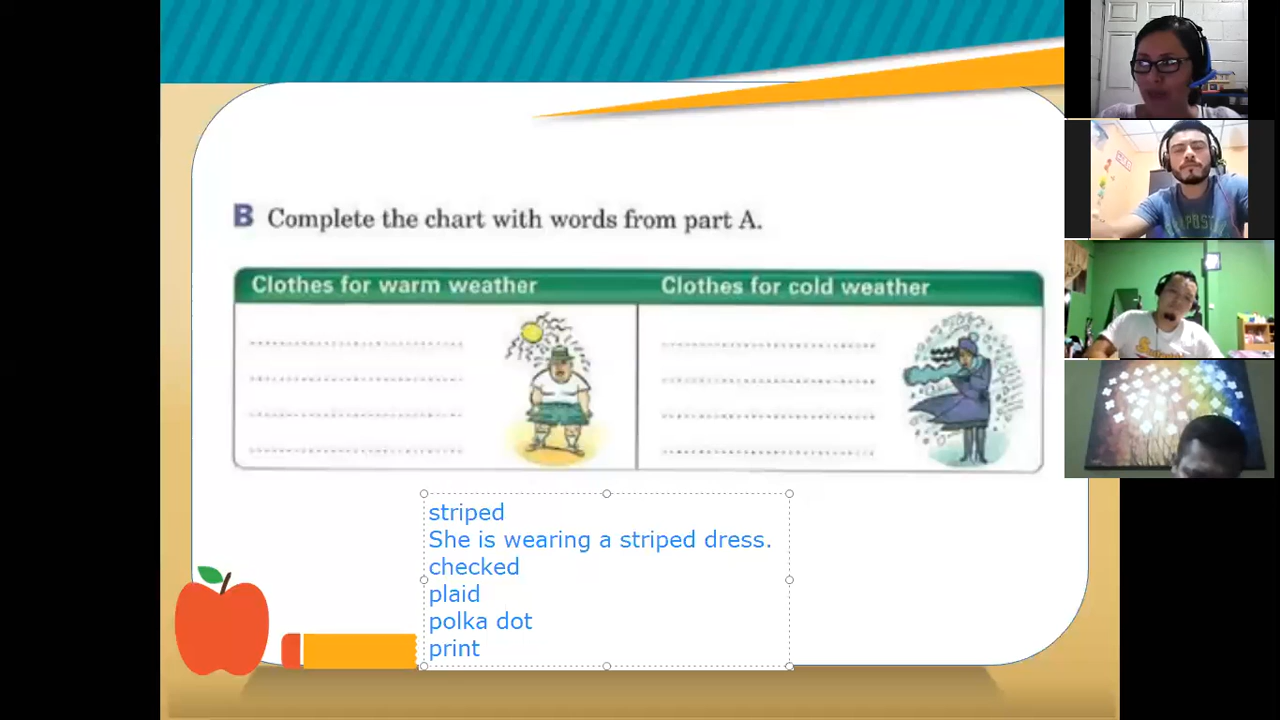 B Complete the chart with words from part A.
Clothes for warm weather
Clothes for cold weather
striped
She is wearing a striped dress.
checked
plaid
polka dot
print